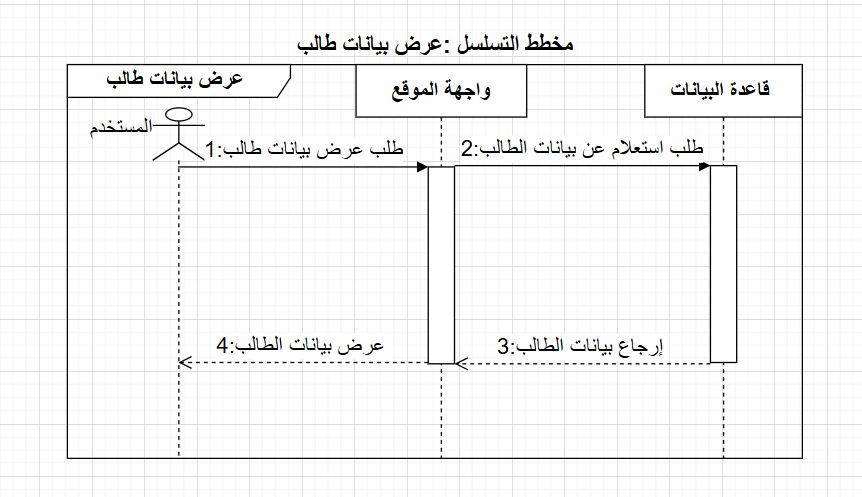 مخطط التسلسل :عرض بيانات طالب
عرض بيانات طالب
واجهة الموقع
قاعدة البيانات
المستخدم
1:طلب عرض بيانات طالب
2:طلب استعلام عن بيانات الطالب
3:إرجاع بيانات الطالب
4:عرض بيانات الطالب